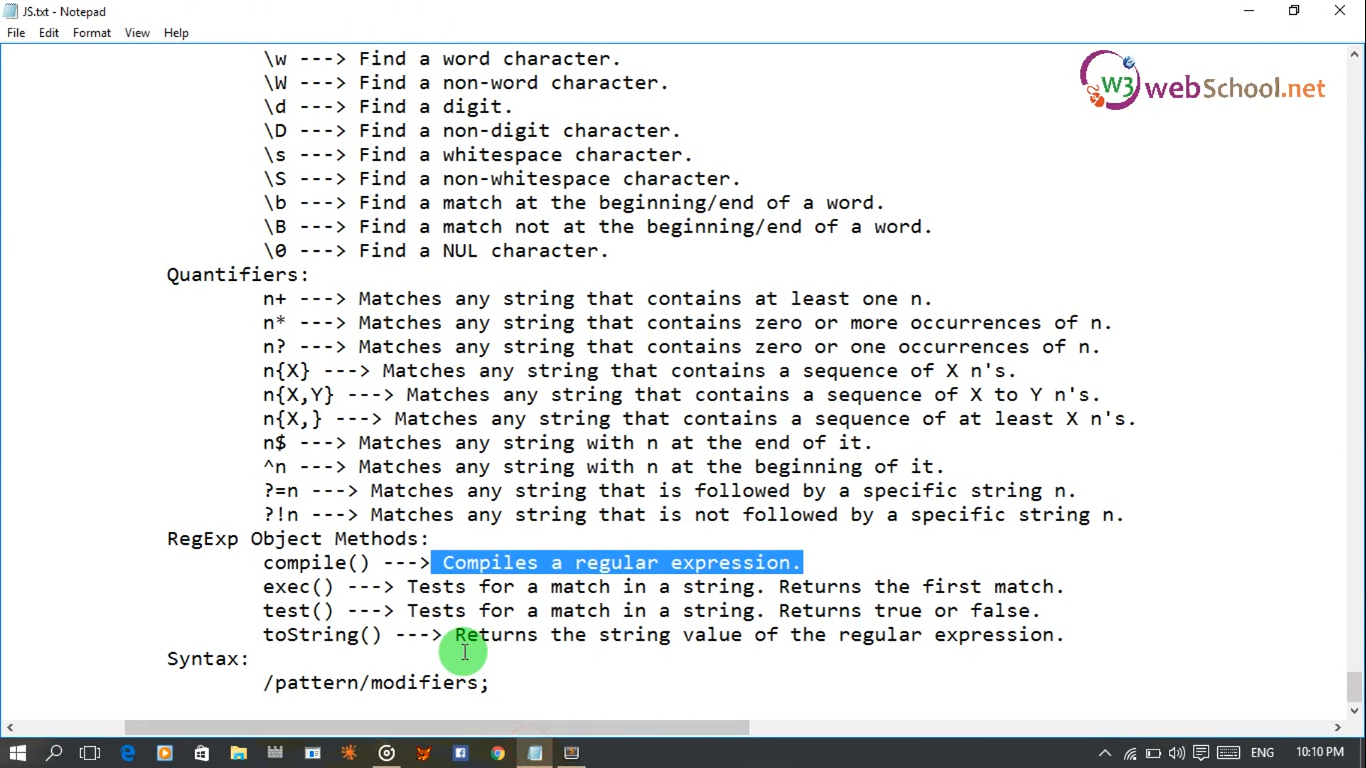 JS.txt - Notepad
File Edit Format View Help
W3webSchool.net
\w ---> Find a word character.
\W ---> Find a non-word character.
\d ---> Find a digit.
\D ---> Find a non-digit character.
\s ---> Find a whitespace character.
\S ---> Find a non-whitespace character.
\b ---> Find a match at the beginning/end of a word.
\B ---> Find a match not at the beginning/end of a word.
\0 ---> Find a NUL character.
Quantifiers:
n+ ---> Matches any string that contains at least one n.
n* ---> Matches any string that contains zero or more occurrences of n.
n? ---> Matches any string that contains zero or one occurrences of n.
n{X} ---> Matches any string that contains a sequence of X n's.
n{X,Y} ---> Matches any string that contains a sequence of X to Y n's.
n{X,} ---> Matches any string that contains a sequence of at least X n's.
n$ ---> Matches any string with n at the end of it.
^n ---> Matches any string with n at the beginning of it.
?=n ---> Matches any string that is followed by a specific string n.
?!n ---> Matches any string that is not followed by a specific string n.
RegExp Object Methods:
compile() ---> Compiles a regular expression.
exec() ---> Tests for a match in a string. Returns the first match.
test() ---> Tests for a match in a string. Returns true or false.
toString() ---> Returns the string value of the regular expression.
Syntax:
/pattern/modifiers;
ENG 10:10 PM